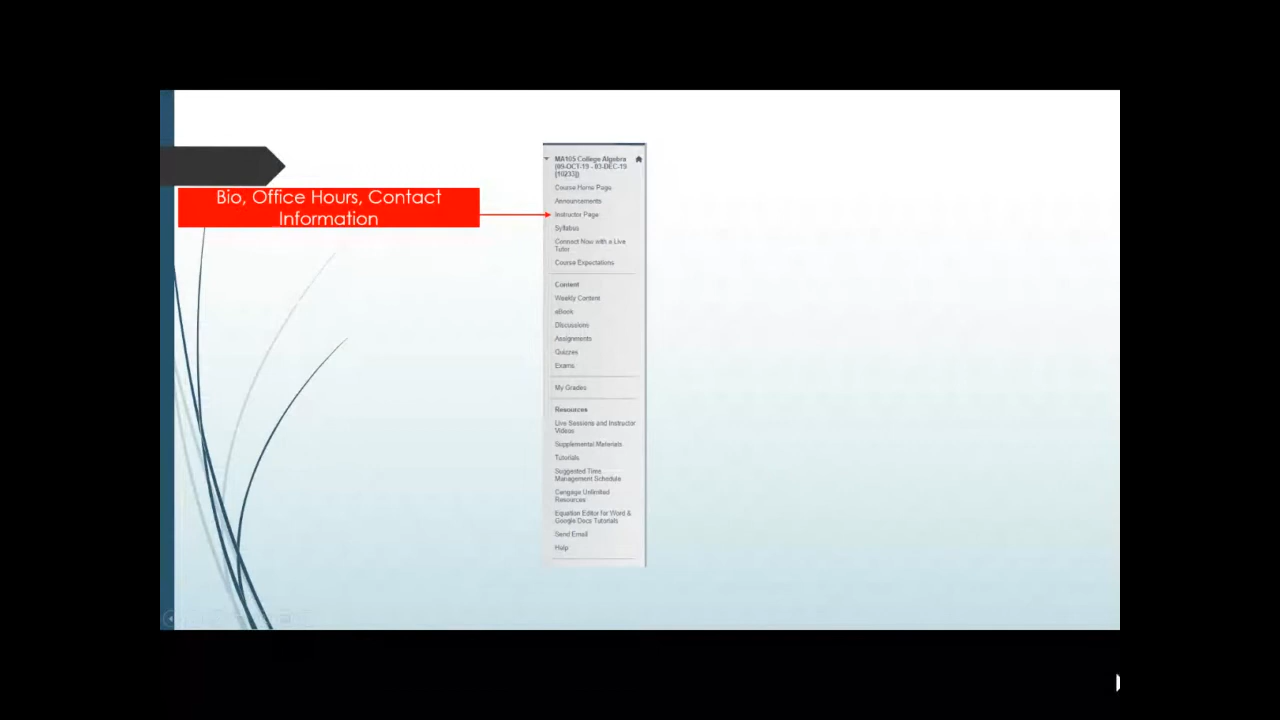 Bio, Office Hours, Contact
Information
MA105 College Algebra
(09-OCT-19 - 03-DEC-19
[10233])
Course Home Page
Announcements
Instructor Page
Syllabus
Connect Now with a Live
Tutor
Course Expectations
Content
Weekly Content
eBook
Discussions
Assignments
Quizzes
Exams
My Grades
Resources
Live Sessions and Instructor
Videos
Supplemental Materials
Tutorials
Suggested Time
Management Schedule
Cengage Unlimited
Resources
Equation Editor for Word &
Google Docs Tutorials
Send Email
Help